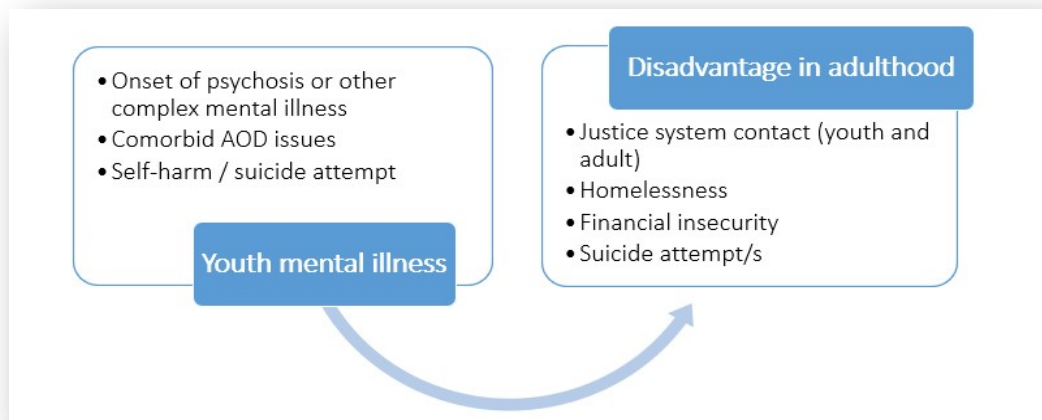 • Onset of psychosis or other
complex mental illness
• Comorbid AOD issues
• Self-harm / suicide attempt
Youth mental illness
Disadvantage in adulthood
• Justice system contact (youth and
adult)
• Homelessness
• Financial insecurity
• Suicide attempt/s